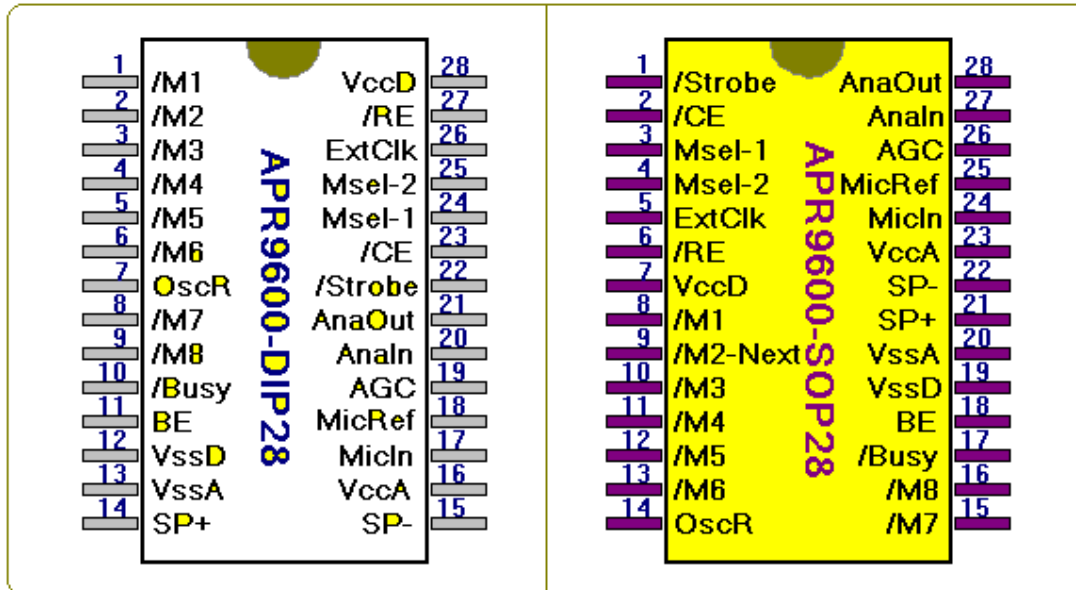 1 /M1 VccD 28
2 /M2 /RE 27
3 /M3 ExtClk 26
4 /M4 Msel-2 25
5 /M5 Msel-1 24
6 /M6 /CE 23
7 OscR /Strobe 22
8 /M7 AnaOut 21
9 /M8 AnaIn 20
10 /Busy AGC 19
11 BE MicRef 18
12 VssD MicIn 17
13 VssA VccA 16
14 SP+ SP- 15
APR9600-DIP28
1 /Strobe AnaOut 28
2 /CE AnaIn 27
3 Msel-1 AGC 26
4 Msel-2 MicRef 25
5 ExtClk MicIn 24
6 /RE VccA 23
7 VccD SP- 22
8 /M1 SP+ 21
9 /M2-Next VssA 20
10 /M3 VssD 19
11 /M4 BE 18
12 /M5 /Busy 17
13 /M6 /M8 16
14 OscR /M7 15
APR9600-SOP28